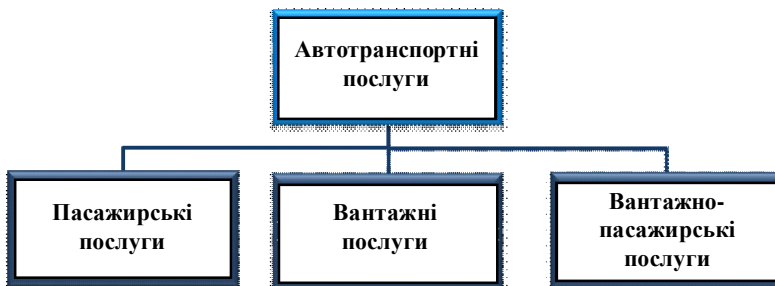 Автотранспортні
послуги
Пасажирські
послуги
Вантажні
послуги
Вантажно-
пасажирські
послуги